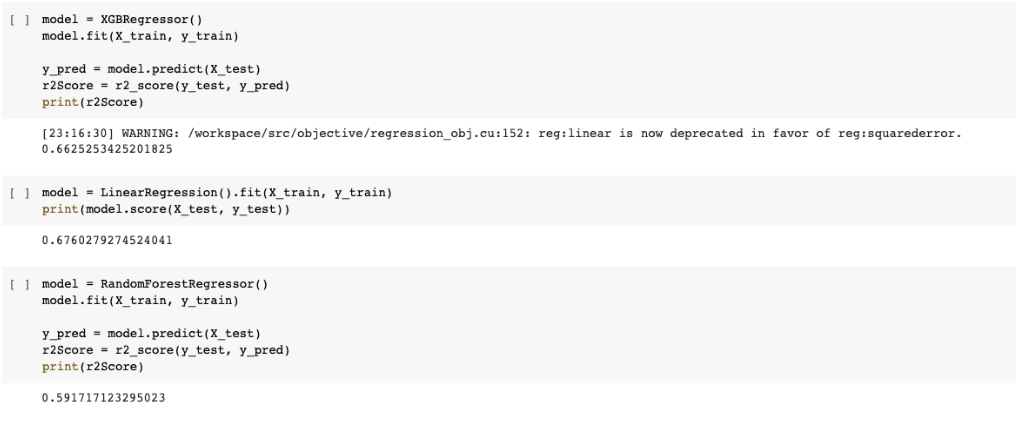 [ ] model = XGBRegressor()
model.fit(X_train, y_train)
y_pred = model.predict(X_test)
r2Score = r2_score(y_test, y_pred)
print(r2Score)
[23:16:30] WARNING: /workspace/src/objective/regression_obj.cu:152: reg:linear is now deprecated in favor of reg:squarederror.
0.6625253425201825
[ ] model = LinearRegression().fit(X_train, y_train)
print(model.score(X_test, y_test))
0.6760279274524041
[ ] model = RandomForestRegressor()
model.fit(X_train, y_train)
y_pred = model.predict(X_test)
r2Score = r2_score(y_test, y_pred)
print(r2Score)
0.591717123295023